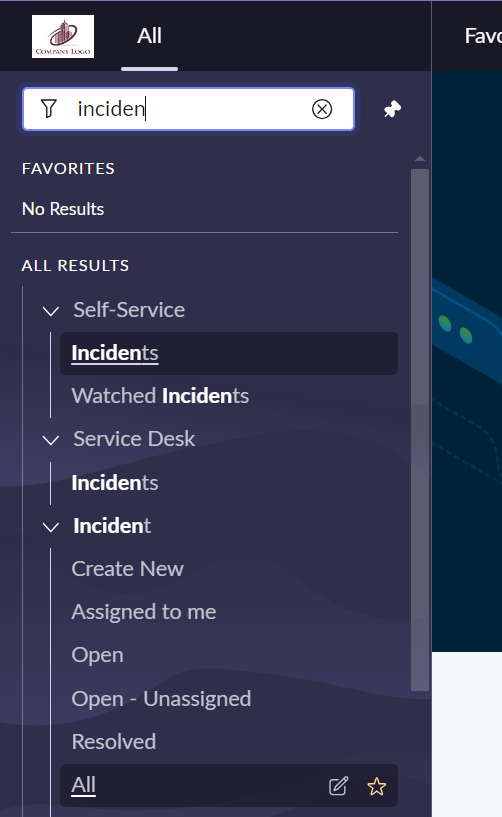 COMPANY LOGO
All
Favo
inciden
FAVORITES
No Results
ALL RESULTS
Self-Service
Incidents
Watched Incidents
Service Desk
Incidents
Incident
Create New
Assigned to me
Open
Open - Unassigned
Resolved
All